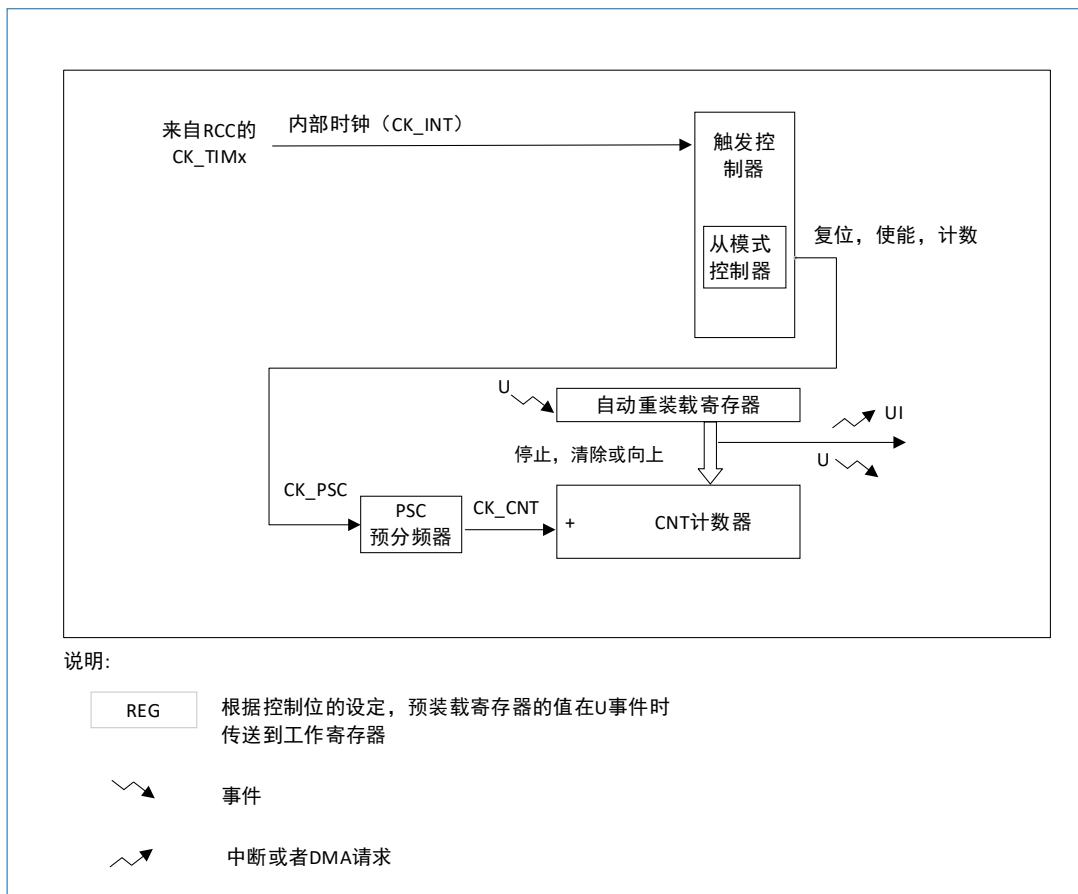 来自RCC的
CK_TIMx
内部时钟（CK_INT）
触发控
制器
从模式
控制器
复位，使能，计数
U
自动重装载寄存器
UI
停止，清除或向上
U
CK_PSC
PSC
预分频器
CK_CNT
+
CNT计数器
说明:
REG
根据控制位的设定，预装载寄存器的值在U事件时
传送到工作寄存器
事件
中断或者DMA请求